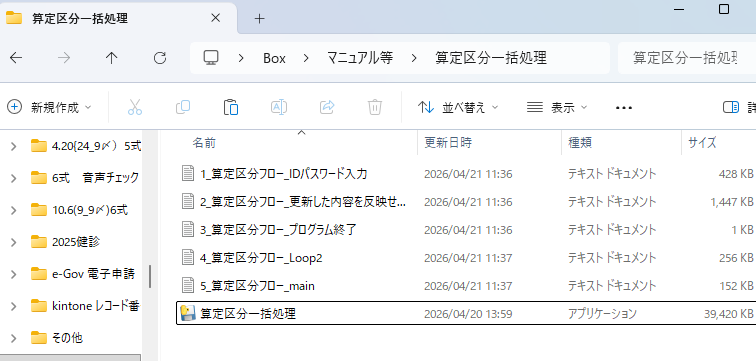 算定区分一括処理
Box マニュアル等 算定区分一括処理 算定区分一括処理
新規作成 並べ替え 表示 ••• 詳
名前 更新日時 種類 サイズ
4.20(24_9〆）5式
6式　音声チェック
10.6(9_9〆)6式
2025健診
e-Gov 電子申請
kintone レコード番
その他
1_算定区分フロー_IDパスワード入力 2026/04/21 11:36 テキスト ドキュメント 428 KB
2_算定区分フロー_更新した内容を反映せ... 2026/04/21 11:36 テキスト ドキュメント 1,447 KB
3_算定区分フロー_プログラム終了 2026/04/21 11:36 テキスト ドキュメント 1 KB
4_算定区分フロー_Loop2 2026/04/21 11:37 テキスト ドキュメント 256 KB
5_算定区分フロー_main 2026/04/21 11:37 テキスト ドキュメント 152 KB
算定区分一括処理 2026/04/20 13:59 アプリケーション 39,420 KB